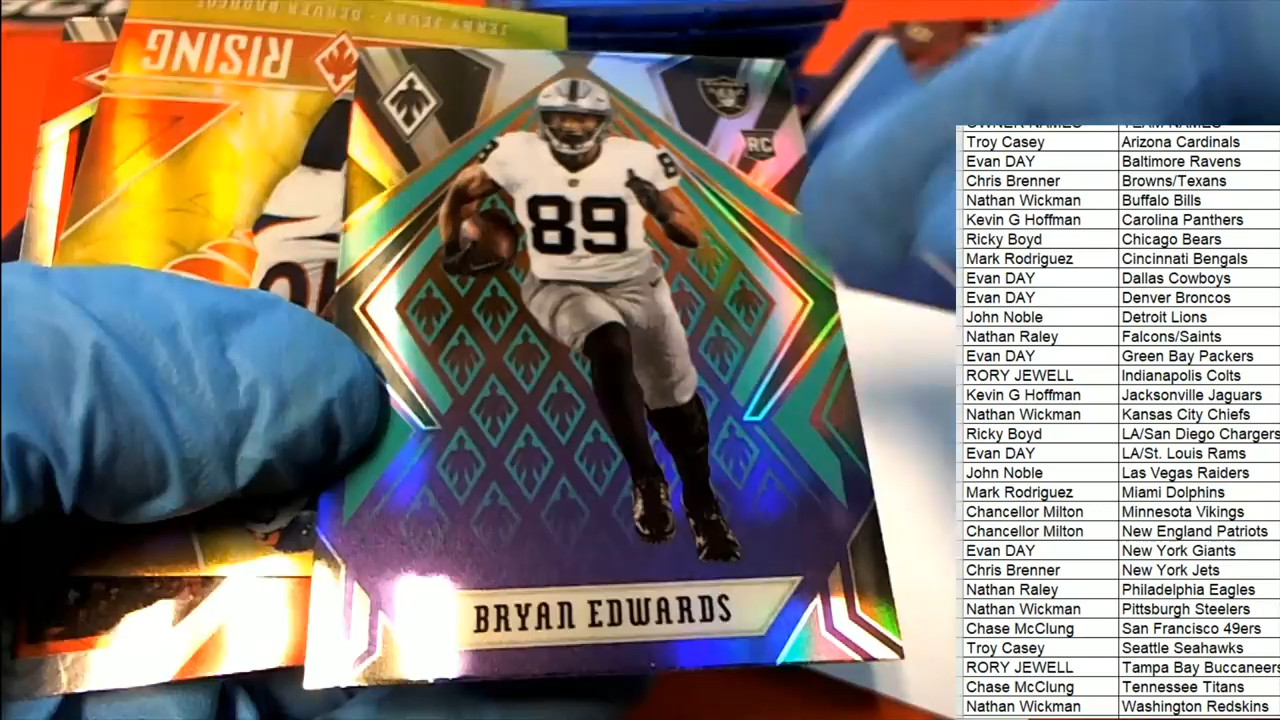 JERRY JEUDY - DENVER BRONCOS
RISING
RAIDERS
RC
8
89
BRYAN EDWARDS
OWNER NAMES TEAM NAMES
Troy Casey Arizona Cardinals
Evan DAY Baltimore Ravens
Chris Brenner Browns/Texans
Nathan Wickman Buffalo Bills
Kevin G Hoffman Carolina Panthers
Ricky Boyd Chicago Bears
Mark Rodriguez Cincinnati Bengals
Evan DAY Dallas Cowboys
Evan DAY Denver Broncos
John Noble Detroit Lions
Nathan Raley Falcons/Saints
Evan DAY Green Bay Packers
RORY JEWELL Indianapolis Colts
Kevin G Hoffman Jacksonville Jaguars
Nathan Wickman Kansas City Chiefs
Ricky Boyd LA/San Diego Chargers
Evan DAY LA/St. Louis Rams
John Noble Las Vegas Raiders
Mark Rodriguez Miami Dolphins
Chancellor Milton Minnesota Vikings
Chancellor Milton New England Patriots
Evan DAY New York Giants
Chris Brenner New York Jets
Nathan Raley Philadelphia Eagles
Nathan Wickman Pittsburgh Steelers
Chase McClung San Francisco 49ers
Troy Casey Seattle Seahawks
RORY JEWELL Tampa Bay Buccaneer
Chase McClung Tennessee Titans
Nathan Wickman Washington Redskins